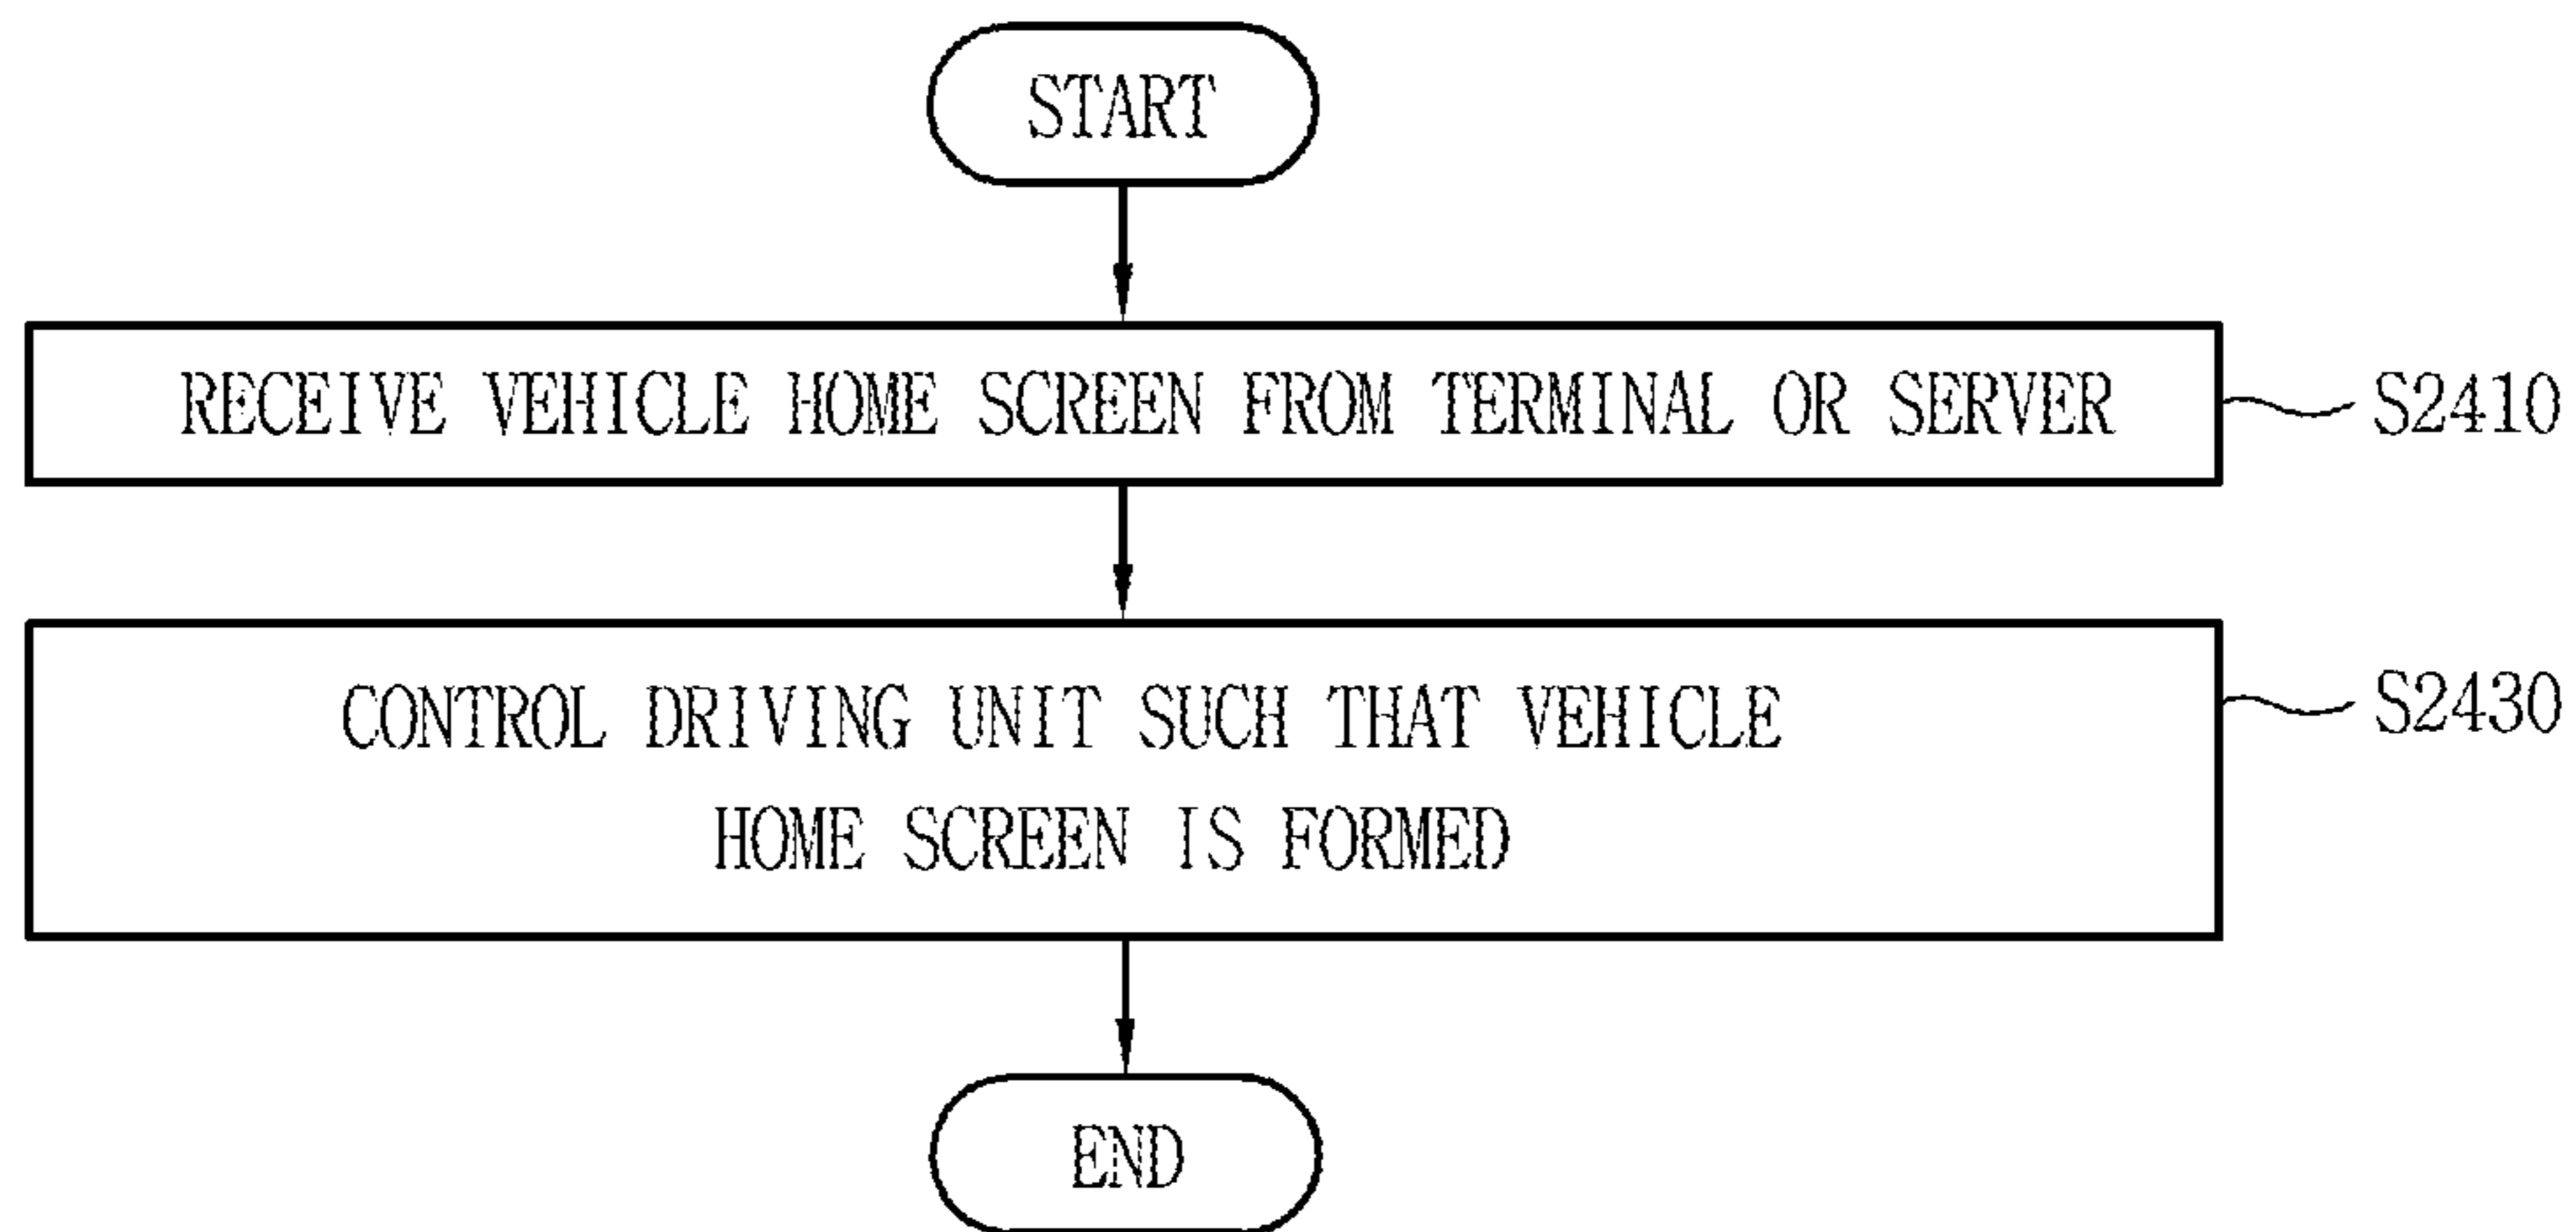 START
RECEIVE VEHICLE HOME SCREEN FROM TERMINAL OR SERVER
S2410
CONTROL DRIVING UNIT SUCH THAT VEHICLE
HOME SCREEN IS FORMED
S2430
END